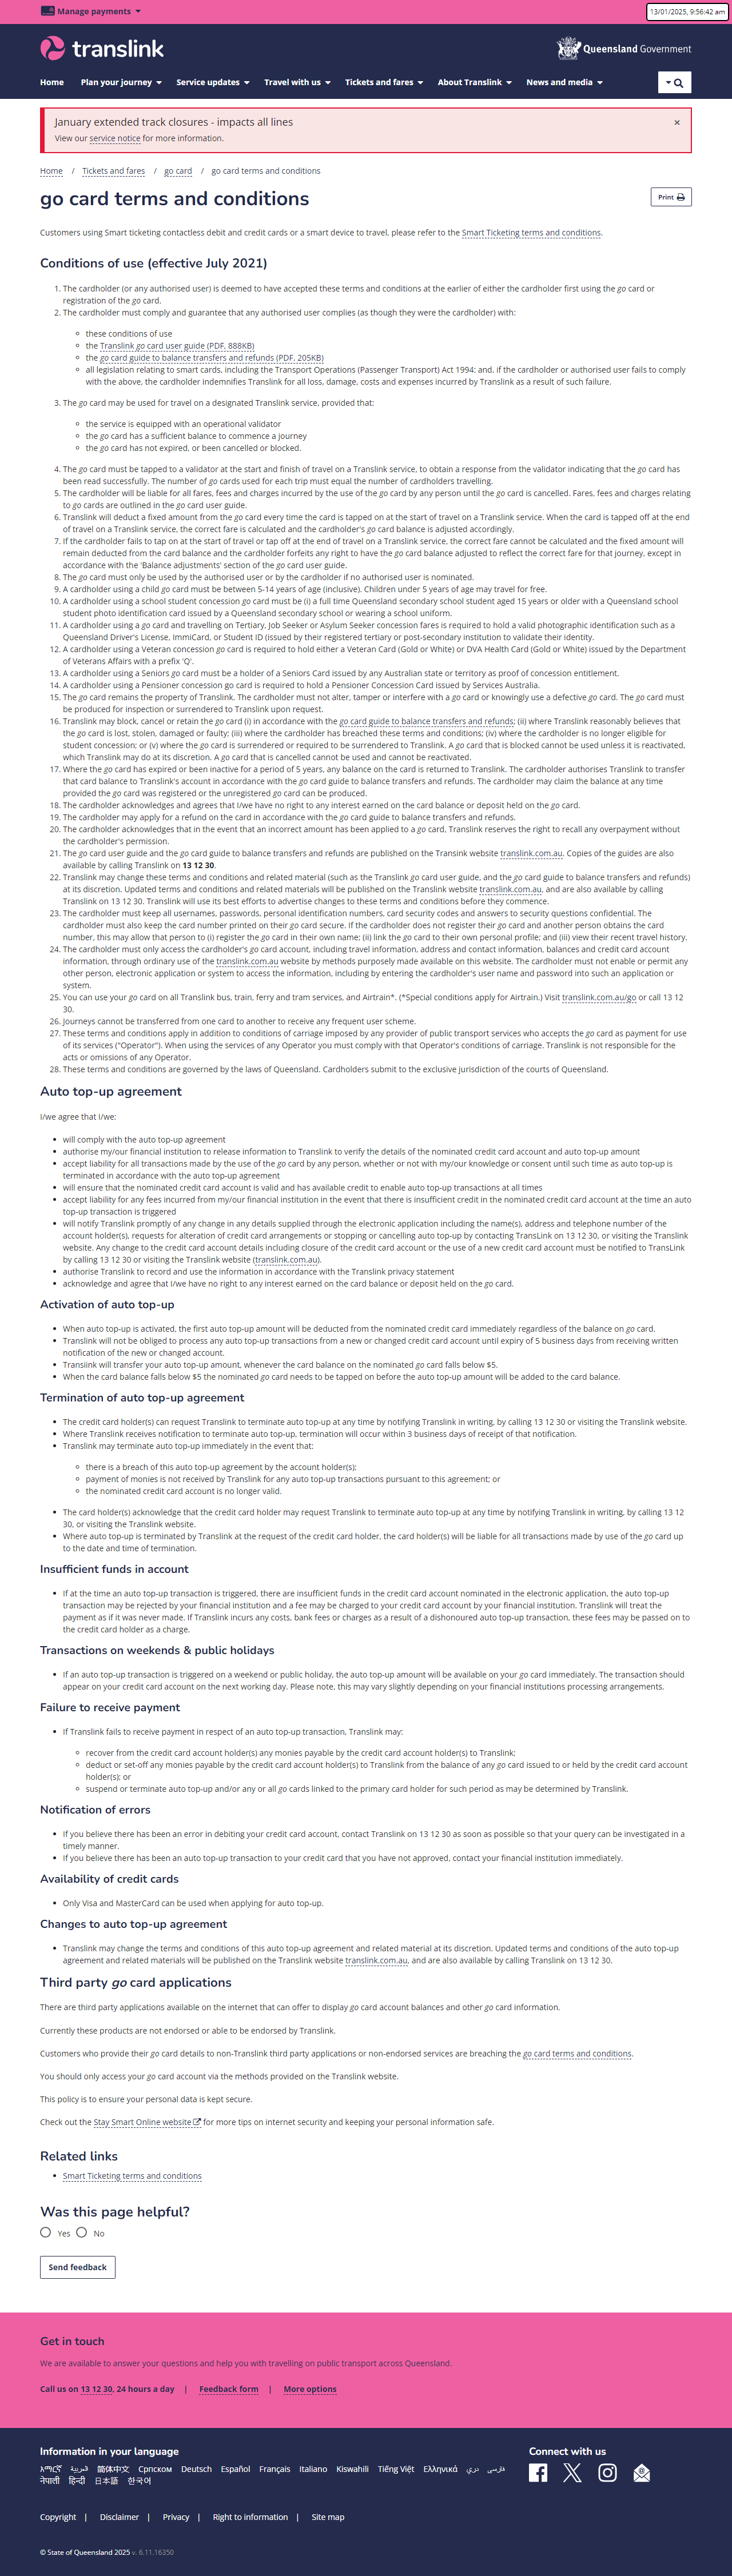 Manage payments
13/01/2025, 9:56:42 am
translink
Queensland Government
Home Plan your journey Service updates Travel with us Tickets and fares About Translink News and media
January extended track closures - impacts all lines ×
View our service notice for more information.
Home / Tickets and fares / go card / go card terms and conditions
go card terms and conditions
Print
Customers using Smart ticketing contactless debit and credit cards or a smart device to travel, please refer to the Smart Ticketing terms and conditions.
Conditions of use (effective July 2021)
1. The cardholder (or any authorised user) is deemed to have accepted these terms and conditions at the earlier of either the cardholder first using the go card or
registration of the go card.
2. The cardholder must comply and guarantee that any authorised user complies (as though they were the cardholder) with:
these conditions of use
the Translink go card user guide (PDF, 888KB)
the go card guide to balance transfers and refunds (PDF, 205KB)
all legislation relating to smart cards, including the Transport Operations (Passenger Transport) Act 1994; and, if the cardholder or authorised user fails to comply
with the above, the cardholder indemnifies Translink for all loss, damage, costs and expenses incurred by Translink as a result of such failure.
3. The go card may be used for travel on a designated Translink service, provided that:
the service is equipped with an operational validator
the go card has a sufficient balance to commence a journey
the go card has not expired, or been cancelled or blocked.
4. The go card must be tapped to a validator at the start and finish of travel on a Translink service, to obtain a response from the validator indicating that the go card has
been read successfully. The number of go cards used for each trip must equal the number of cardholders travelling.
5. The cardholder will be liable for all fares, fees and charges incurred by the use of the go card by any person until the go card is cancelled. Fares, fees and charges relating
to go cards are outlined in the go card user guide.
6. Translink will deduct a fixed amount from the go card every time the card is tapped on at the start of travel on a Translink service. When the card is tapped off at the end
of travel on a Translink service, the correct fare is calculated and the cardholder's go card balance is adjusted accordingly.
7. If the cardholder fails to tap on at the start of travel or tap off at the end of travel on a Translink service, the correct fare cannot be calculated and the fixed amount will
remain deducted from the card balance and the cardholder forfeits any right to have the go card balance adjusted to reflect the correct fare for that journey, except in
accordance with the 'Balance adjustments' section of the go card user guide.
8. The go card must only be used by the authorised user or by the cardholder if no authorised user is nominated.
9. A cardholder using a child go card must be between 5-14 years of age (inclusive). Children under 5 years of age may travel for free.
10. A cardholder using a school student concession go card must be (i) a full time Queensland secondary school student aged 15 years or older with a Queensland school
student photo identification card issued by a Queensland secondary school or wearing a school uniform.
11. A cardholder using a go card and travelling on Tertiary, Job Seeker or Asylum Seeker concession fares is required to hold a valid photographic identification such as a
Queensland Driver's License, ImmiCard, or Student ID (issued by their registered tertiary or post-secondary institution to validate their identity.
12. A cardholder using a Veteran concession go card is required to hold either a Veteran Card (Gold or White) or DVA Health Card (Gold or White) issued by the Department
of Veterans Affairs with a prefix 'Q'.
13. A cardholder using a Seniors go card must be a holder of a Seniors Card issued by any Australian state or territory as proof of concession entitlement.
14. A cardholder using a Pensioner concession go card is required to hold a Pensioner Concession Card issued by Services Australia.
15. The go card remains the property of Translink. The cardholder must not alter, tamper or interfere with a go card or knowingly use a defective go card. The go card must
be produced for inspection or surrendered to Translink upon request.
16. Translink may block, cancel or retain the go card (i) in accordance with the go card guide to balance transfers and refunds; (ii) where Translink reasonably believes that
the go card is lost, stolen, damaged or faulty; (iii) where the cardholder has breached these terms and conditions; (iv) where the cardholder is no longer eligible for
student concession; or (v) where the go card is surrendered or required to be surrendered to Translink. A go card that is blocked cannot be used unless it is reactivated,
which Translink may do at its discretion. A go card that is cancelled cannot be used and cannot be reactivated.
17. Where the go card has expired or been inactive for a period of 5 years, any balance on the card is returned to Translink. The cardholder authorises Translink to transfer
that card balance to Translink's account in accordance with the go card guide to balance transfers and refunds. The cardholder may claim the balance at any time
provided the go card was registered or the unregistered go card can be produced.
18. The cardholder acknowledges and agrees that I/we have no right to any interest earned on the card balance or deposit held on the go card.
19. The cardholder may apply for a refund on the card in accordance with the go card guide to balance transfers and refunds.
20. The cardholder acknowledges that in the event that an incorrect amount has been applied to a go card, Translink reserves the right to recall any overpayment without
the cardholder's permission.
21. The go card user guide and the go card guide to balance transfers and refunds are published on the Transink website translink.com.au. Copies of the guides are also
available by calling Translink on 13 12 30.
22. Translink may change these terms and conditions and related material (such as the Translink go card user guide, and the go card guide to balance transfers and refunds)
at its discretion. Updated terms and conditions and related materials will be published on the Translink website translink.com.au, and are also available by calling
Translink on 13 12 30. Translink will use its best efforts to advertise changes to these terms and conditions before they commence.
23. The cardholder must keep all usernames, passwords, personal identification numbers, card security codes and answers to security questions confidential. The
cardholder must also keep the card number printed on their go card secure. If the cardholder does not register their go card and another person obtains the card
number, this may allow that person to (i) register the go card in their own name; (ii) link the go card to their own personal profile; and (iii) view their recent travel history.
24. The cardholder must only access the cardholder's go card account, including travel information, address and contact information, balances and credit card account
information, through ordinary use of the translink.com.au website by methods purposely made available on this website. The cardholder must not enable or permit any
other person, electronic application or system to access the information, including by entering the cardholder's user name and password into such an application or
system.
25. You can use your go card on all Translink bus, train, ferry and tram services, and Airtrain*. (*Special conditions apply for Airtrain.) Visit translink.com.au/go or call 13 12
30.
26. Journeys cannot be transferred from one card to another to receive any frequent user scheme.
27. These terms and conditions apply in addition to conditions of carriage imposed by any provider of public transport services who accepts the go card as payment for use
of its services ("Operator"). When using the services of any Operator you must comply with that Operator's conditions of carriage. Translink is not responsible for the
acts or omissions of any Operator.
28. These terms and conditions are governed by the laws of Queensland. Cardholders submit to the exclusive jurisdiction of the courts of Queensland.
Auto top-up agreement
I/we agree that I/we:
will comply with the auto top-up agreement
authorise my/our financial institution to release information to Translink to verify the details of the nominated credit card account and auto top-up amount
accept liability for all transactions made by the use of the go card by any person, whether or not with my/our knowledge or consent until such time as auto top-up is
terminated in accordance with the auto top-up agreement
will ensure that the nominated credit card account is valid and has available credit to enable auto top-up transactions at all times
accept liability for any fees incurred from my/our financial institution in the event that there is insufficient credit in the nominated credit card account at the time an auto
top-up transaction is triggered
will notify Translink promptly of any change in any details supplied through the electronic application including the name(s), address and telephone number of the
account holder(s), requests for alteration of credit card arrangements or stopping or cancelling auto top-up by contacting TransLink on 13 12 30, or visiting the Translink
website. Any change to the credit card account details including closure of the credit card account or the use of a new credit card account must be notified to TransLink
by calling 13 12 30 or visiting the Translink website (translink.com.au).
authorise Translink to record and use the information in accordance with the Translink privacy statement
acknowledge and agree that I/we have no right to any interest earned on the card balance or deposit held on the go card.
Activation of auto top-up
When auto top-up is activated, the first auto top-up amount will be deducted from the nominated credit card immediately regardless of the balance on go card.
Translink will not be obliged to process any auto top-up transactions from a new or changed credit card account until expiry of 5 business days from receiving written
notification of the new or changed account.
Transiink will transfer your auto top-up amount, whenever the card balance on the nominated go card falls below $5.
When the card balance falls below $5 the nominated go card needs to be tapped on before the auto top-up amount will be added to the card balance.
Termination of auto top-up agreement
The credit card holder(s) can request Translink to terminate auto top-up at any time by notifying Translink in writing, by calling 13 12 30 or visiting the Translink website.
Where Translink receives notification to terminate auto top-up, termination will occur within 3 business days of receipt of that notification.
Translink may terminate auto top-up immediately in the event that:
there is a breach of this auto top-up agreement by the account holder(s);
payment of monies is not received by Translink for any auto top-up transactions pursuant to this agreement; or
the nominated credit card account is no longer valid.
The card holder(s) acknowledge that the credit card holder may request Translink to terminate auto top-up at any time by notifying Translink in writing, by calling 13 12
30, or visiting the Translink website.
Where auto top-up is terminated by Translink at the request of the credit card holder, the card holder(s) will be liable for all transactions made by use of the go card up
to the date and time of termination.
Insufficient funds in account
If at the time an auto top-up transaction is triggered, there are insufficient funds in the credit card account nominated in the electronic application, the auto top-up
transaction may be rejected by your financial institution and a fee may be charged to your credit card account by your financial institution. Translink will treat the
payment as if it was never made. If Translink incurs any costs, bank fees or charges as a result of a dishonoured auto top-up transaction, these fees may be passed on to
the credit card holder as a charge.
Transactions on weekends & public holidays
If an auto top-up transaction is triggered on a weekend or public holiday, the auto top-up amount will be available on your go card immediately. The transaction should
appear on your credit card account on the next working day. Please note, this may vary slightly depending on your financial institutions processing arrangements.
Failure to receive payment
If Translink fails to receive payment in respect of an auto top-up transaction, Translink may:
recover from the credit card account holder(s) any monies payable by the credit card account holder(s) to Translink;
deduct or set-off any monies payable by the credit card account holder(s) to Translink from the balance of any go card issued to or held by the credit card account
holder(s); or
suspend or terminate auto top-up and/or any or all go cards linked to the primary card holder for such period as may be determined by Translink.
Notification of errors
If you believe there has been an error in debiting your credit card account, contact Translink on 13 12 30 as soon as possible so that your query can be investigated in a
timely manner.
If you believe there has been an auto top-up transaction to your credit card that you have not approved, contact your financial institution immediately.
Availability of credit cards
Only Visa and MasterCard can be used when applying for auto top-up.
Changes to auto top-up agreement
Translink may change the terms and conditions of this auto top-up agreement and related material at its discretion. Updated terms and conditions of the auto top-up
agreement and related materials will be published on the Translink website translink.com.au, and are also available by calling Translink on 13 12 30.
Third party go card applications
There are third party applications available on the internet that can offer to display go card account balances and other go card information.
Currently these products are not endorsed or able to be endorsed by Translink.
Customers who provide their go card details to non-Translink third party applications or non-endorsed services are breaching the go card terms and conditions.
You should only access your go card account via the methods provided on the Translink website.
This policy is to ensure your personal data is kept secure.
Check out the Stay Smart Online website for more tips on internet security and keeping your personal information safe.
Related links
Smart Ticketing terms and conditions
Was this page helpful?
Yes No
Send feedback
Get in touch
We are available to answer your questions and help you with travelling on public transport across Queensland.
Call us on 13 12 30, 24 hours a day | Feedback form | More options
Information in your language
Connect with us
አማርኛ العربية 简体中文 Српском Deutsch Español Français Italiano Kiswahili Tiếng Việt Ελληνικά دری فارسی
नेपाली हिन्दी 日本語 한국어
Copyright | Disclaimer | Privacy | Right to information | Site map
© State of Queensland 2025 v. 6.11.16350